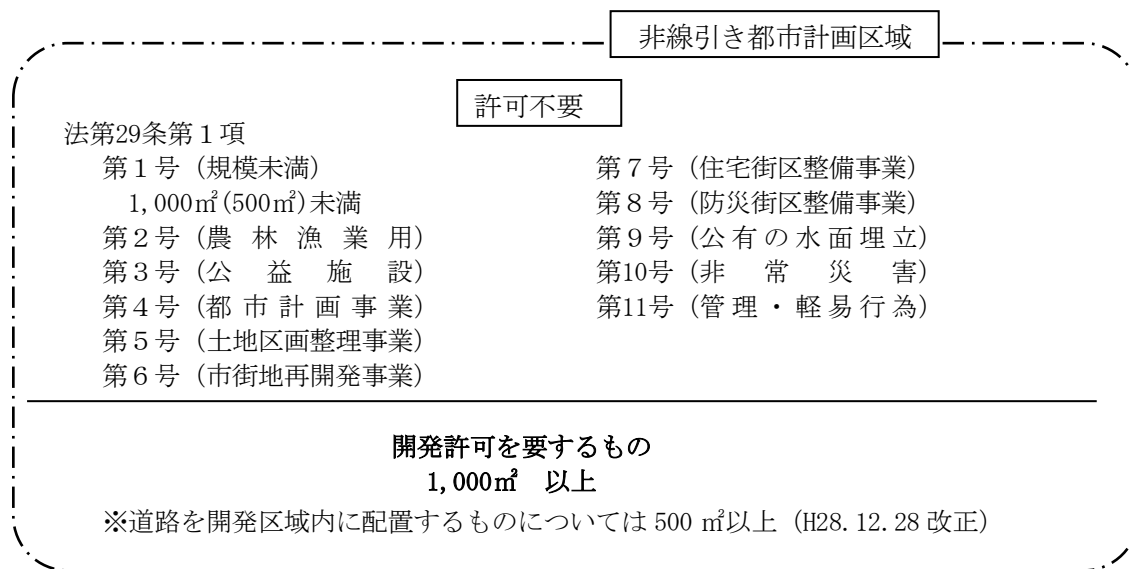 非線引き都市計画区域
許可不要
法第29条第１項
第１号（規模未満）
1,000㎡(500㎡)未満
第２号（農林漁業用）
第３号（公益施設）
第４号（都市計画事業）
第５号（土地区画整理事業）
第６号（市街地再開発事業）
第７号（住宅街区整備事業）
第８号（防災街区整備事業）
第９号（公有の水面埋立）
第10号（非常災害）
第11号（管理・軽易行為）
開発許可を要するもの
1,000㎡　以上
※道路を開発区域内に配置するものについては 500 ㎡以上（H28.12.28 改正）